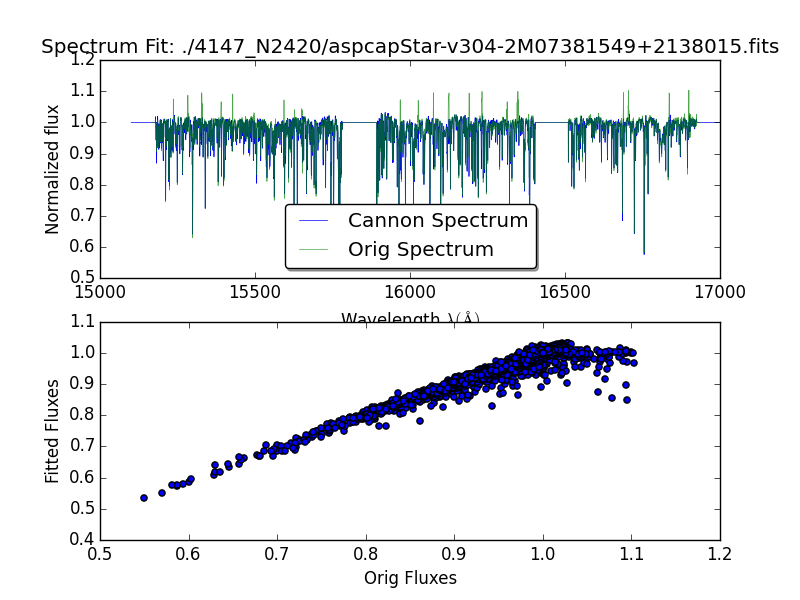 Spectrum Fit: ./4147_N2420/aspcapStar-v304-2M07381549+2138015.fits
1.2
1.1
1.0
0.9
0.8
0.7
0.6
0.5
Normalized flux
Cannon Spectrum
Orig Spectrum
15000 15500 16000 16500 17000
Wavelength λ(Å)
1.1
1.0
0.9
0.8
0.7
0.6
0.5
0.4
Fitted Fluxes
0.5 0.6 0.7 0.8 0.9 1.0 1.1 1.2
Orig Fluxes